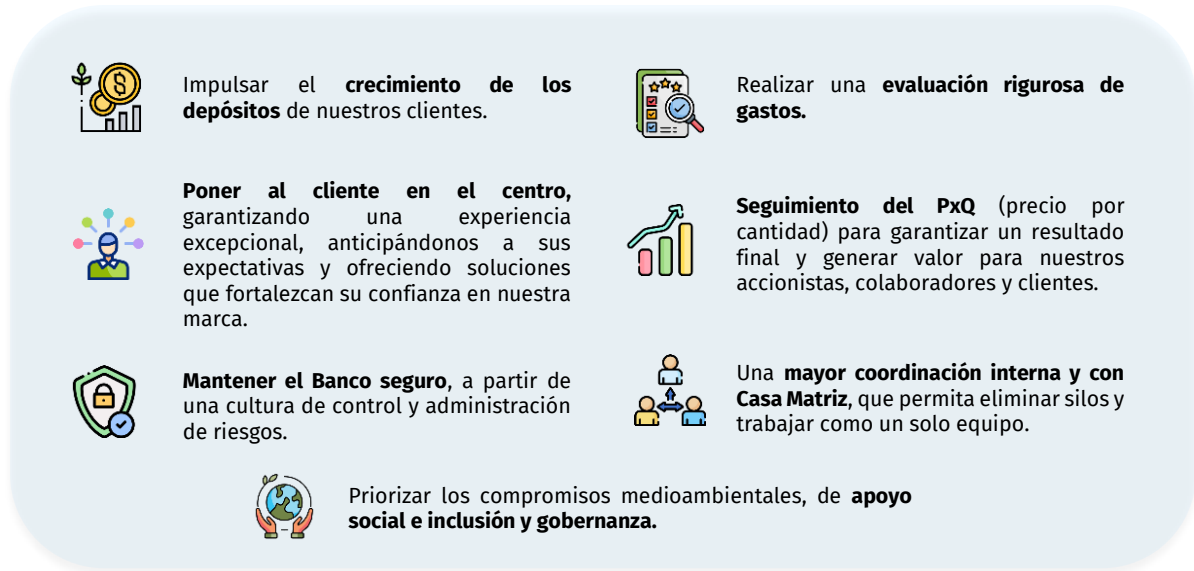 Impulsar el crecimiento de los
depósitos de nuestros clientes.
Poner al cliente en el centro,
garantizando una experiencia
excepcional, anticipándonos a sus
expectativas y ofreciendo soluciones
que fortalezcan su confianza en nuestra
marca.
Mantener el Banco seguro, a partir de
una cultura de control y administración
de riesgos.
Realizar una evaluación rigurosa de
gastos.
Seguimiento del PxQ (precio por
cantidad) para garantizar un resultado
final y generar valor para nuestros
accionistas, colaboradores y clientes.
Una mayor coordinación interna y con
Casa Matriz, que permita eliminar silos y
trabajar como un solo equipo.
Priorizar los compromisos medioambientales, de apoyo
social e inclusión y gobernanza.